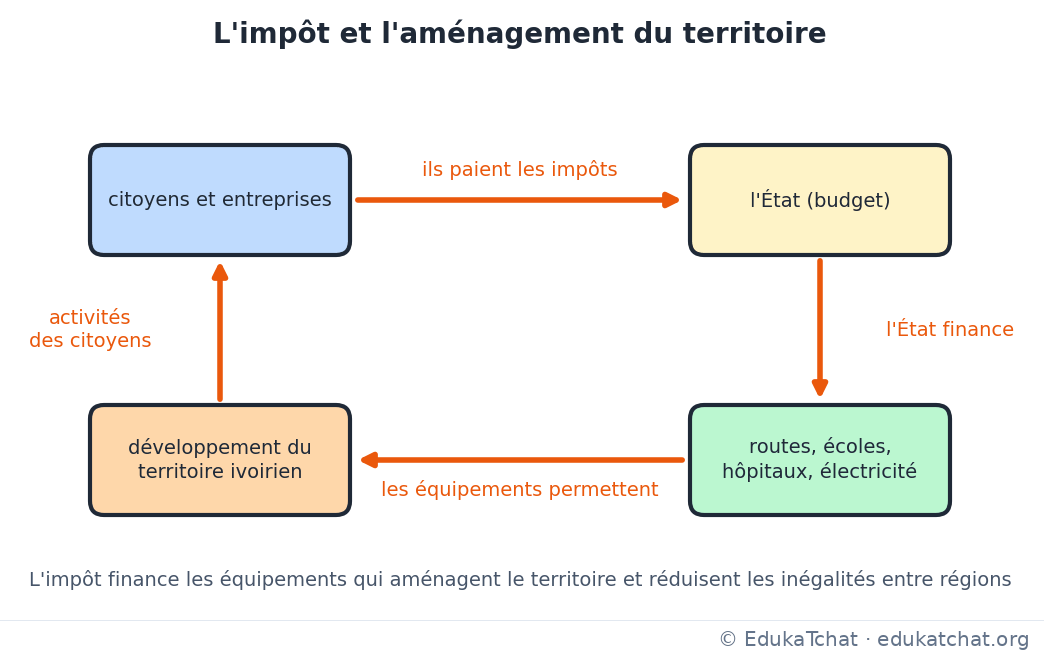 L'impôt et l'aménagement du territoire
citoyens et entreprises
ils paient les impôts
l'État (budget)
activités
des citoyens
l'État finance
développement du
territoire ivoirien
les équipements permettent
routes, écoles,
hôpitaux, électricité
L'impôt finance les équipements qui aménagent le territoire et réduisent les inégalités entre régions
© EdukaTchat · edukatchat.org